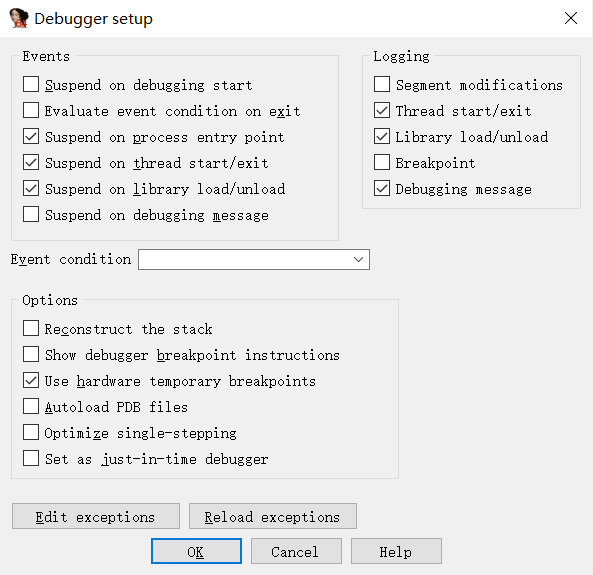 Debugger setup
Events
Suspend on debugging start
Evaluate event condition on exit
Suspend on process entry point
Suspend on thread start/exit
Suspend on library load/unload
Suspend on debugging message
Logging
Segment modifications
Thread start/exit
Library load/unload
Breakpoint
Debugging message
Event condition
Options
Reconstruct the stack
Show debugger breakpoint instructions
Use hardware temporary breakpoints
Autoload PDB files
Optimize single-stepping
Set as just-in-time debugger
Edit exceptions
Reload exceptions
OK
Cancel
Help